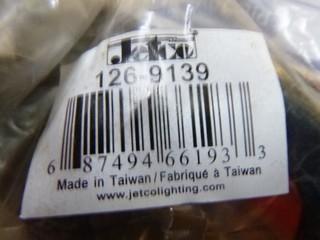 Jetco
126-9139
6 87494 66193 3
Made in Taiwan/Fabriqué à Taiwan
www.jetcolighting.com